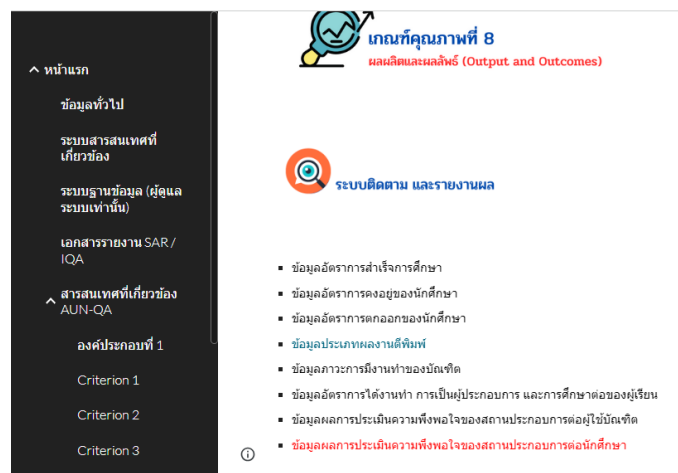 หน้าแรก
ข้อมูลทั่วไป
ระบบสารสนเทศที่
เกี่ยวข้อง
ระบบฐานข้อมูล (ผู้ดูแล
ระบบเท่านั้น)
เอกสารรายงาน SAR /
IQA
สารสนเทศที่เกี่ยวข้อง
AUN-QA
องค์ประกอบที่ 1
Criterion 1
Criterion 2
Criterion 3
เกณฑ์คุณภาพที่ 8
ผลผลิตและผลลัพธ์ (Output and Outcomes)
ระบบติดตาม และรายงานผล
ข้อมูลอัตราการสำเร็จการศึกษา
ข้อมูลอัตราการคงอยู่ของนักศึกษา
ข้อมูลอัตราการตกออกของนักศึกษา
ข้อมูลประเภทผลงานตีพิมพ์
ข้อมูลภาวะการมีงานทำของบัณฑิต
ข้อมูลอัตราการได้งานทำ การเป็นผู้ประกอบการ และการศึกษาต่อของผู้เรียน
ข้อมูลผลการประเมินความพึงพอใจของสถานประกอบการต่อผู้ใช้บัณฑิต
ข้อมูลผลการประเมินความพึงพอใจของสถานประกอบการต่อนักศึกษา